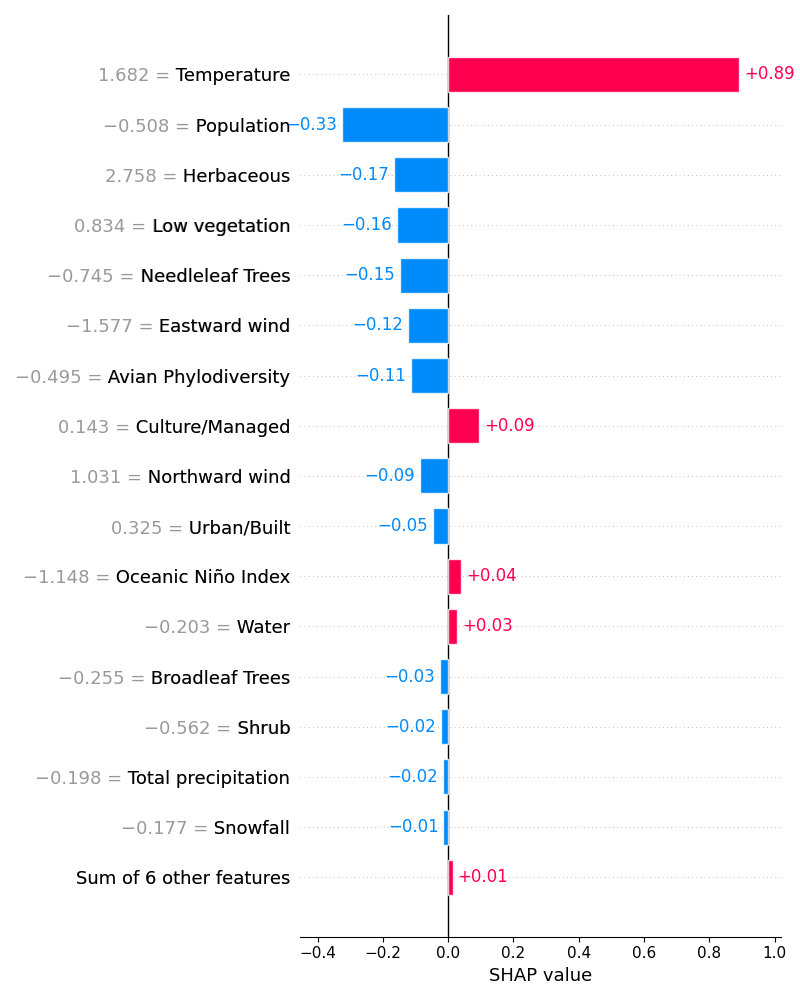 1.682 = Temperature +0.89
−0.508 = Population −0.33
2.758 = Herbaceous −0.17
0.834 = Low vegetation −0.16
−0.745 = Needleleaf Trees −0.15
−1.577 = Eastward wind −0.12
−0.495 = Avian Phylodiversity −0.11
0.143 = Culture/Managed +0.09
1.031 = Northward wind −0.09
0.325 = Urban/Built −0.05
−1.148 = Oceanic Niño Index +0.04
−0.203 = Water +0.03
−0.255 = Broadleaf Trees −0.03
−0.562 = Shrub −0.02
−0.198 = Total precipitation −0.02
−0.177 = Snowfall −0.01
Sum of 6 other features +0.01
−0.4 −0.2 0.0 0.2 0.4 0.6 0.8 1.0
SHAP value